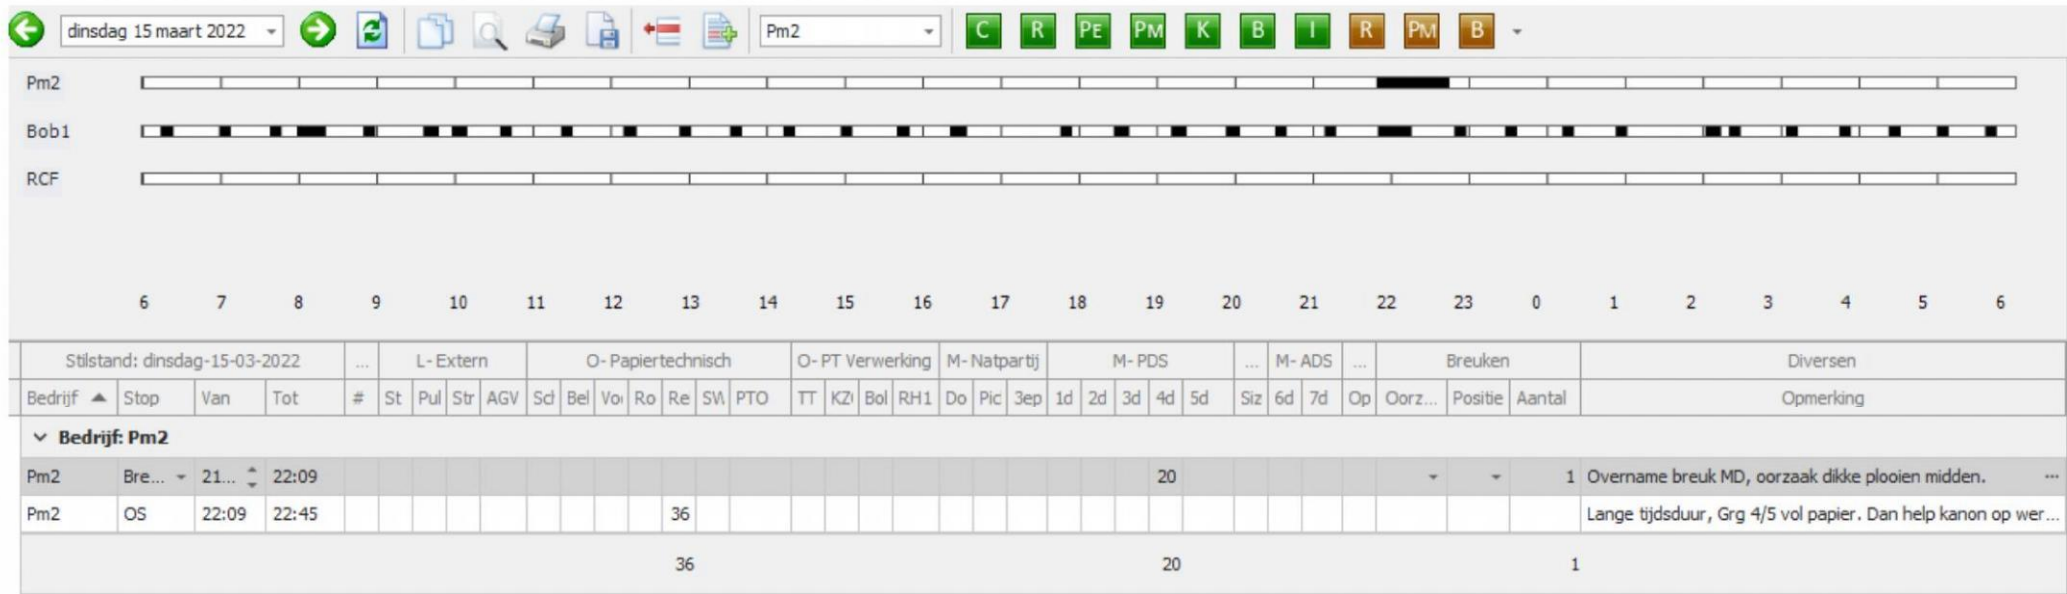 dinsdag 15 maart 2022 Pm2 C R PE PM K B I R PM B
Pm2
Bob1
RCF
6 7 8 9 10 11 12 13 14 15 16 17 18 19 20 21 22 23 0 1 2 3 4 5 6
Stilstand: dinsdag-15-03-2022 ... L- Extern O- Papiertechnisch O- PT Verwerking M- Natpartij M- PDS ... M- ADS ... Breuken Diversen
Bedrijf Stop Van Tot # St Pul Str AGV Sch Bel Vo Ro Re SW PTO TT KZ Bol RH1 Do Pic 3ep 1d 2d 3d 4d 5d Siz 6d 7d Op Oorz... Positie Aantal Opmerking
Bedrijf: Pm2
Pm2 Bre... 21... 22:09 20 1 Overname breuk MD, oorzaak dikke plooien midden. ...
Pm2 OS 22:09 22:45 36 Lange tijdsduur, Grg 4/5 vol papier. Dan help kanon op wer...
36 20 1